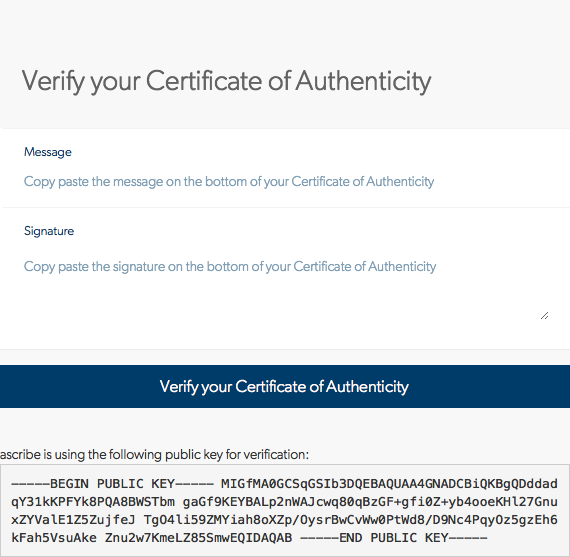 Verify your Certificate of Authenticity
Message
Copy paste the message on the bottom of your Certificate of Authenticity
Signature
Copy paste the signature on the bottom of your Certificate of Authenticity
Verify your Certificate of Authenticity
ascribe is using the following public key for verification:
-----BEGIN PUBLIC KEY----- MIGfMA0GCSqGSIb3DQEBAQUAA4GNADCBiQKBgQDddad
qY31kKPFYk8PQA8BWSTbm gaGf9KEYBALp2nWAJcwq80qBzGF+gfi0Z+yb4ooeKHl27Gnu
xZYValE1Z5ZujfeJ TgO4li59ZMYiah8oXZp/OysrBwCvWw0PtWd8/D9Nc4PqyOz5gzEh6
kFah5VsuAke Znu2w7KmeLZ85SmwEQIDAQAB -----END PUBLIC KEY-----